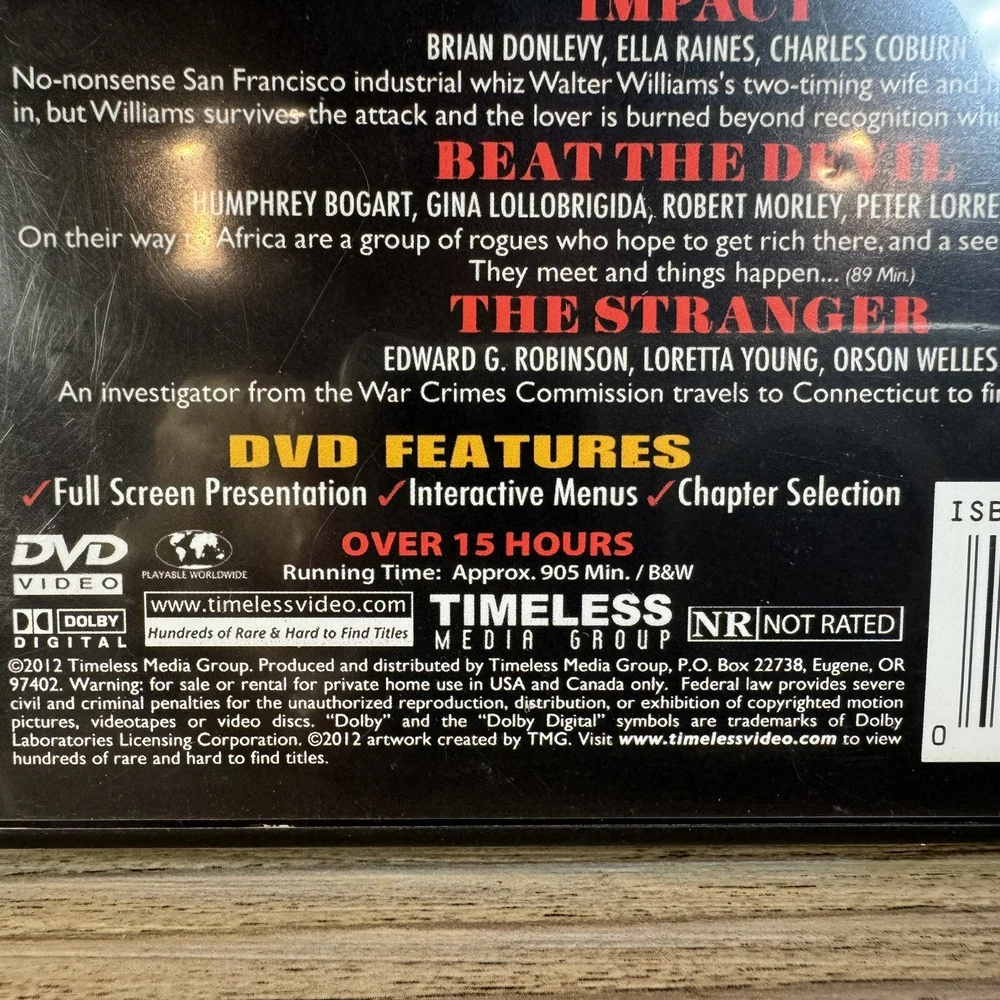 IMPACT
BRIAN DONLEVY, ELLA RAINES, CHARLES COBURN
No-nonsense San Francisco industrial whiz Walter Williams's two-timing wife and
in, but Williams survives the attack and the lover is burned beyond recognition
BEAT THE DEVIL
HUMPHREY BOGART, GINA LOLLOBRIGIDA, ROBERT MORLEY, PETER LORRE
On their way to Africa are a group of rogues who hope to get rich there, and a see
They meet and things happen... (89 Min.)
THE STRANGER
EDWARD G. ROBINSON, LORETTA YOUNG, ORSON WELLES
An investigator from the War Crimes Commission travels to Connecticut to
DVD FEATURES
✓Full Screen Presentation ✓Interactive Menus ✓Chapter Selection
ISB
DVD
VIDEO
PLAYABLE WORLDWIDE
OVER 15 HOURS
Running Time: Approx. 905 Min. / B&W
DOLBY
DIGITAL
www.timelessvideo.com
Hundreds of Rare & Hard to Find Titles
TIMELESS
MEDIA GROUP
NR NOT RATED
©2012 Timeless Media Group. Produced and distributed by Timeless Media Group, P.O. Box 22738, Eugene, OR
97402. Warning: for sale or rental for private home use in USA and Canada only. Federal law provides severe
civil and criminal penalties for the unauthorized reproduction, distribution, or exhibition of copyrighted motion
pictures, videotapes or video discs. "Dolby" and the "Dolby Digital" symbols are trademarks of Dolby
Laboratories Licensing Corporation. ©2012 artwork created by TMG. Visit www.timelessvideo.com to view
hundreds of rare and hard to find titles.
0